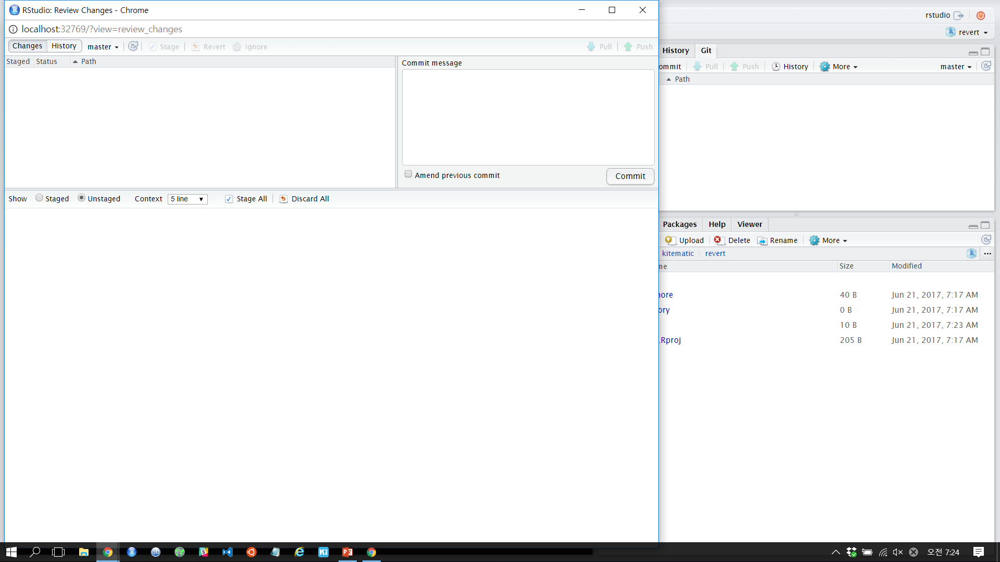 RStudio: Review Changes - Chrome
localhost:32769/?view=review_changes
Changes History master Stage Revert Ignore Pull Push
Staged Status Path
Commit message
Amend previous commit Commit
Show Staged Unstaged Context 5 line Stage All Discard All
rstudio
revert
History Git
ommit Pull Push History More master
Path
Packages Help Viewer
Upload Delete Rename More
kitematic revert ...
me Size Modified
nore 40 B Jun 21, 2017, 7:17 AM
ory 0 B Jun 21, 2017, 7:17 AM
10 B Jun 21, 2017, 7:23 AM
.Rproj 205 B Jun 21, 2017, 7:17 AM
오전 7:24